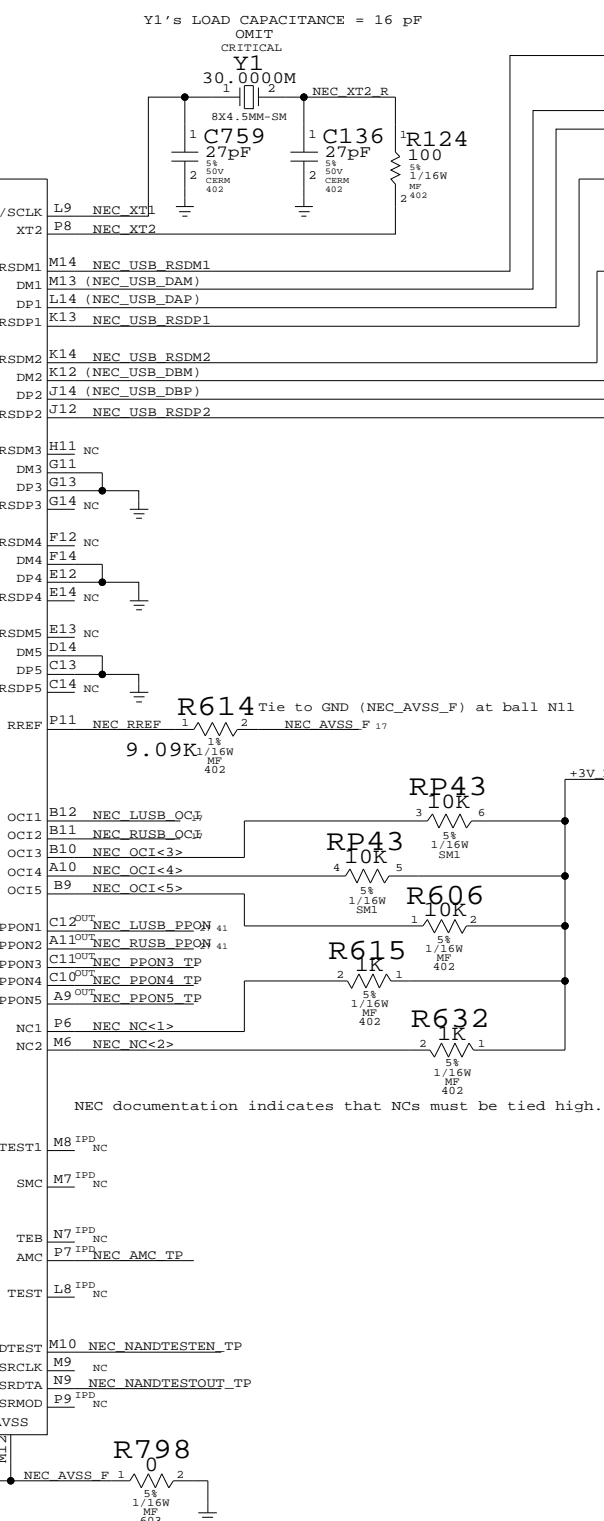 Y1's LOAD CAPACITANCE = 16 pF
OMIT
CRITICAL
Y1
30.0000M
1 2 NEC_XT2_R
8X4.5MM-SM
1 C759
27pF
5%
50V
CERM
402
2
1 C136
27pF
5%
50V
CERM
402
2
1 R124
100
5%
1/16W
MF
402
2
/SCLK L9 NEC_XT1
XT2 P8 NEC_XT2
RSDM1 M14 NEC_USB_RSDM1
DM1 M13 (NEC_USB_DAM)
DP1 L14 (NEC_USB_DAP)
RSDP1 K13 NEC_USB_RSDP1
RSDM2 K14 NEC_USB_RSDM2
DM2 K12 (NEC_USB_DBM)
DP2 J14 (NEC_USB_DBP)
RSDP2 J12 NEC_USB_RSDP2
RSDM3 H11 NC
DM3 G11
DP3 G13
RSDP3 G14 NC
RSDM4 F12 NC
DM4 F14
DP4 E12
RSDP4 E14 NC
RSDM5 E13 NC
DM5 D14
DP5 C13
RSDP5 C14 NC
R614 Tie to GND (NEC_AVSS_F) at ball N11
RREF P11 NEC_RREF 1 2 NEC_AVSS_F 17
9.09K
1%
1/16W
MF
402
+3V_
RP43
10K
3 6
5%
1/16W
SM1
OCI1 B12 NEC_LUSB_OCI
OCI2 B11 NEC_RUSB_OCI
OCI3 B10 NEC_OCI<3>
RP43
10K
4 5
5%
1/16W
SM1
OCI4 A10 NEC_OCI<4>
OCI5 B9 NEC_OCI<5>
R606
10K
1 2
5%
1/16W
MF
402
PPON1 C12 OUT NEC_LUSB_PPON 41
PPON2 A11 OUT NEC_RUSB_PPON 41
PPON3 C11 OUT NEC_PPON3_TP
PPON4 C10 OUT NEC_PPON4_TP
PPON5 A9 OUT NEC_PPON5_TP
R615
1K
2 1
5%
1/16W
MF
402
NC1 P6 NEC_NC<1>
NC2 M6 NEC_NC<2>
R632
1K
2 1
5%
1/16W
MF
402
NEC documentation indicates that NCs must be tied high.
TEST1 M8 IPD NC
SMC M7 IPD NC
TEB N7 IPD NC
AMC P7 IPD NEC_AMC_TP
TEST L8 IPD NC
DTEST M10 NEC_NANDTESTEN_TP
SRCLK M9 NC
SRDTA N9 NEC_NANDTESTOUT_TP
SRMOD P9 IPD NC
AVSS
M12
R798
0
NEC_AVSS_F 1 2
5%
1/16W
MF
603